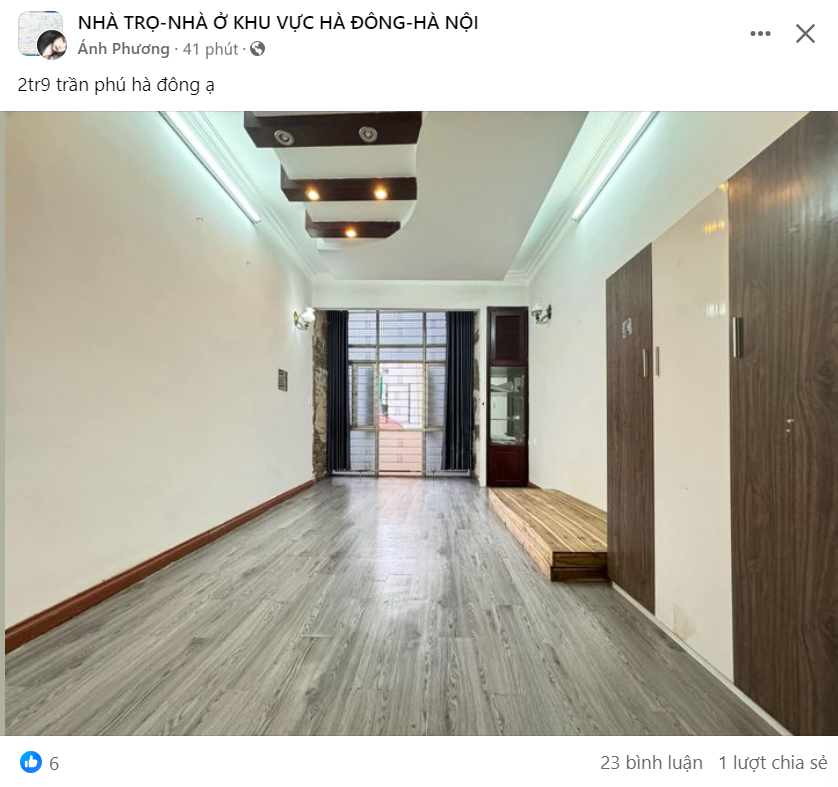 NHÀ TRỌ-NHÀ Ở KHU VỰC HÀ ĐÔNG-HÀ NỘI
Ánh Phương · 41 phút ·
2tr9 trần phú hà đông ạ
6
23 bình luận 1 lượt chia sẻ